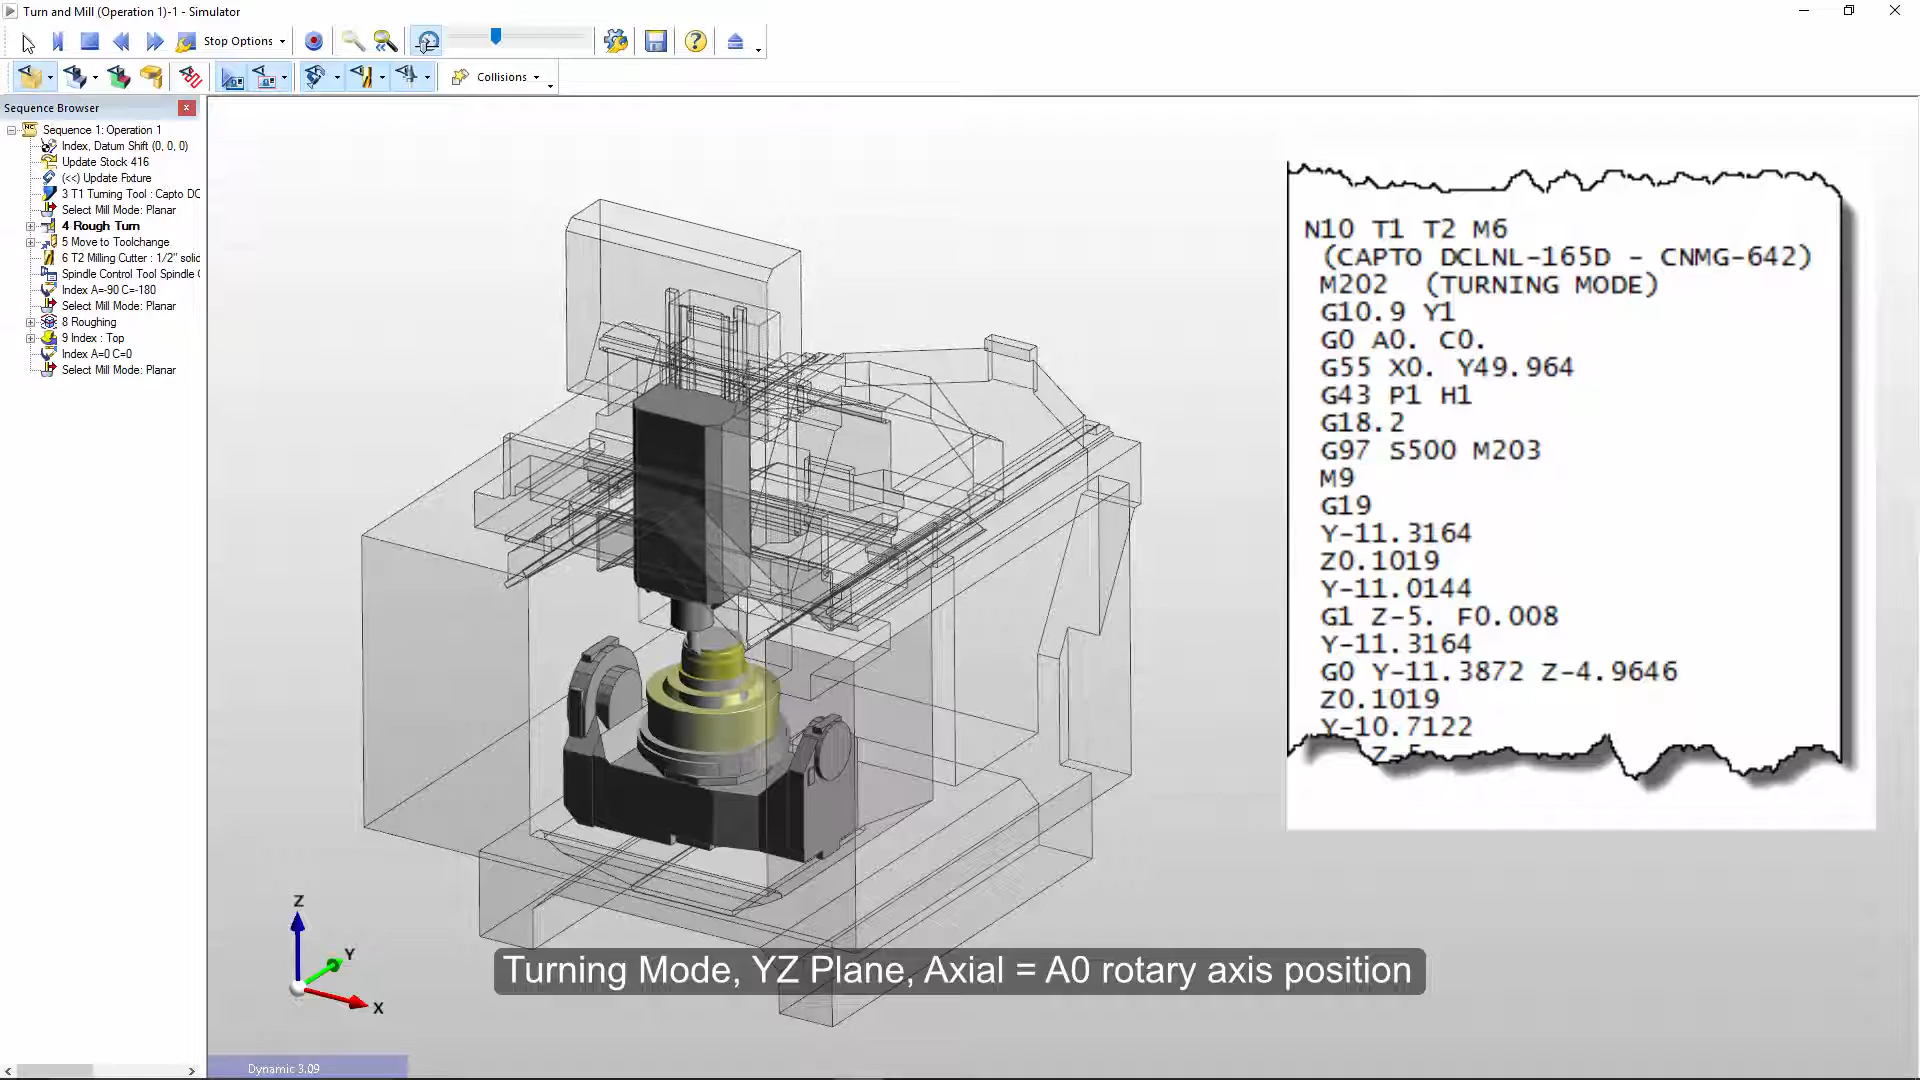 Turn and Mill (Operation 1)-1 - Simulator
Stop Options
Collisions
Sequence Browser
Sequence 1: Operation 1
Index, Datum Shift (0, 0, 0)
Update Stock 416
(<<) Update Fixture
3 T1 Turning Tool : Capto DC
Select Mill Mode: Planar
4 Rough Turn
5 Move to Toolchange
6 T2 Milling Cutter : 1/2" solid
Spindle Control Tool Spindle
Index A=-90 C=-180
Select Mill Mode: Planar
8 Roughing
9 Index : Top
Index A=0 C=0
Select Mill Mode: Planar
N10 T1 T2 M6
(CAPTO DCLNL-165D - CNMG-642)
M202 (TURNING MODE)
G10.9 Y1
G0 A0. C0.
G55 X0. Y49.964
G43 P1 H1
G18.2
G97 S500 M203
M9
G19
Y-11.3164
Z0.1019
Y-11.0144
G1 Z-5. F0.008
Y-11.3164
G0 Y-11.3872 Z-4.9646
Z0.1019
Y-10.7122
Z-5
Z
Y
X
Turning Mode, YZ Plane, Axial = A0 rotary axis position
Dynamic 3.09